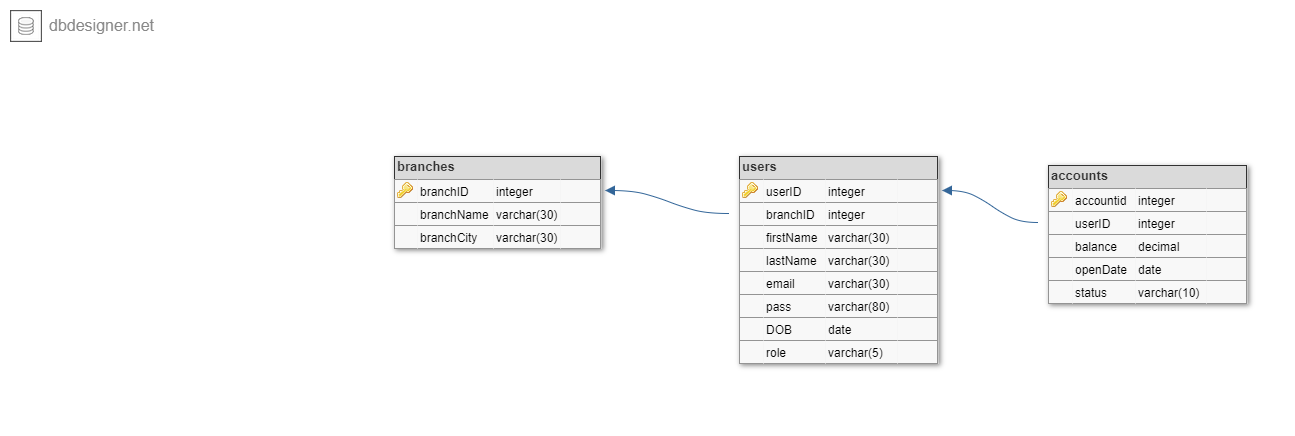 dbdesigner.net
branches
branchID integer
branchName varchar(30)
branchCity varchar(30)
users
userID integer
branchID integer
firstName varchar(30)
lastName varchar(30)
email varchar(30)
pass varchar(80)
DOB date
role varchar(5)
accounts
accountid integer
userID integer
balance decimal
openDate date
status varchar(10)